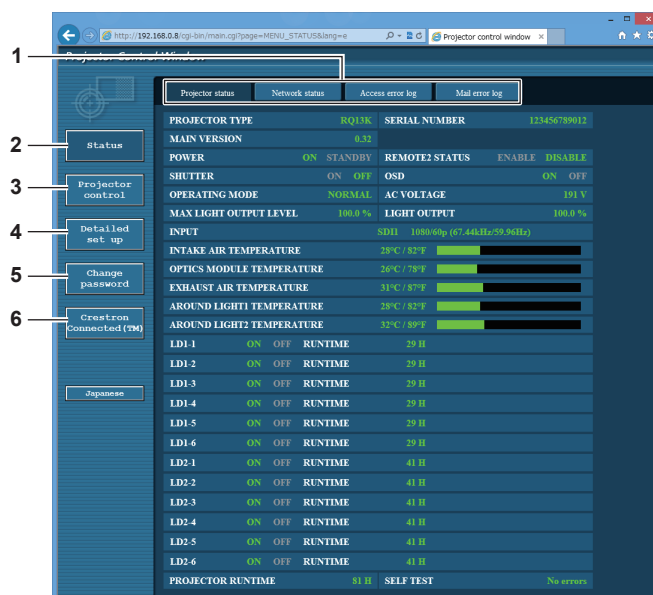 http://192.168.0.8/cgi-bin/main.cgi?page=MENU_STATUS&lang=e
Projector control window
Projector Control Window
1
Projector status Network status Access error log Mail error log
PROJECTOR TYPE RQ13K SERIAL NUMBER 123456789012
MAIN VERSION 0.32
2 Status
POWER ON STANDBY REMOTE2 STATUS ENABLE DISABLE
SHUTTER ON OFF OSD ON OFF
3 Projector control
OPERATING MODE NORMAL AC VOLTAGE 191 V
MAX LIGHT OUTPUT LEVEL 100.0 % LIGHT OUTPUT 100.0 %
4 Detailed set up
INPUT SDI1 1080/60p (67.44kHz/59.96Hz)
INTAKE AIR TEMPERATURE 28°C / 82°F
OPTICS MODULE TEMPERATURE 26°C / 78°F
5 Change password
EXHAUST AIR TEMPERATURE 31°C / 87°F
AROUND LIGHT1 TEMPERATURE 28°C / 82°F
6 Crestron Connected(TM)
AROUND LIGHT2 TEMPERATURE 32°C / 89°F
LD1-1 ON OFF RUNTIME 29 H
LD1-2 ON OFF RUNTIME 29 H
LD1-3 ON OFF RUNTIME 29 H
Japanese
LD1-4 ON OFF RUNTIME 29 H
LD1-5 ON OFF RUNTIME 29 H
LD1-6 ON OFF RUNTIME 29 H
LD2-1 ON OFF RUNTIME 41 H
LD2-2 ON OFF RUNTIME 41 H
LD2-3 ON OFF RUNTIME 41 H
LD2-4 ON OFF RUNTIME 41 H
LD2-5 ON OFF RUNTIME 41 H
LD2-6 ON OFF RUNTIME 41 H
PROJECTOR RUNTIME 81 H SELF TEST No errors